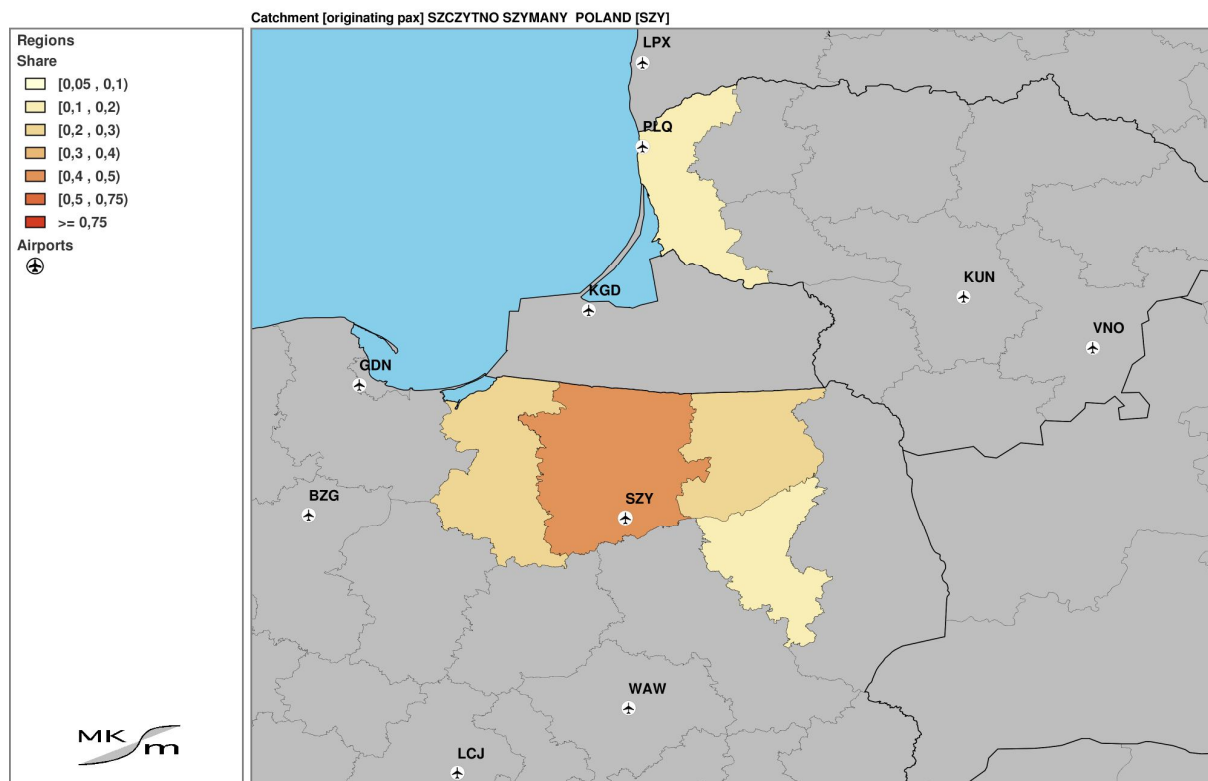 Catchment [originating pax] SZCZYTNO SZYMANY POLAND [SZY]
Regions
Share
[0,05 , 0,1)
[0,1 , 0,2)
[0,2 , 0,3)
[0,3 , 0,4)
[0,4 , 0,5)
[0,5 , 0,75)
>= 0,75
Airports
LPX
PLQ
KGD
KUN
VNO
GDN
BZG
SZY
WAW
LCJ
MK
m